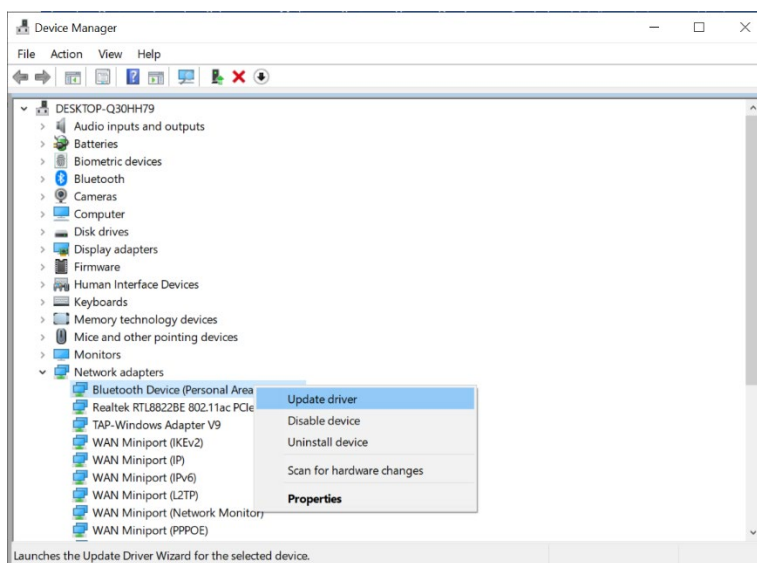 Device Manager
File Action View Help
DESKTOP-Q30HH79
Audio inputs and outputs
Batteries
Biometric devices
Bluetooth
Cameras
Computer
Disk drives
Display adapters
Firmware
Human Interface Devices
Keyboards
Memory technology devices
Mice and other pointing devices
Monitors
Network adapters
Bluetooth Device (Personal Area
Realtek RTL8822BE 802.11ac PCIe
TAP-Windows Adapter V9
WAN Miniport (IKEv2)
WAN Miniport (IP)
WAN Miniport (IPv6)
WAN Miniport (L2TP)
WAN Miniport (Network Monitor)
WAN Miniport (PPPOE)
Update driver
Disable device
Uninstall device
Scan for hardware changes
Properties
Launches the Update Driver Wizard for the selected device.